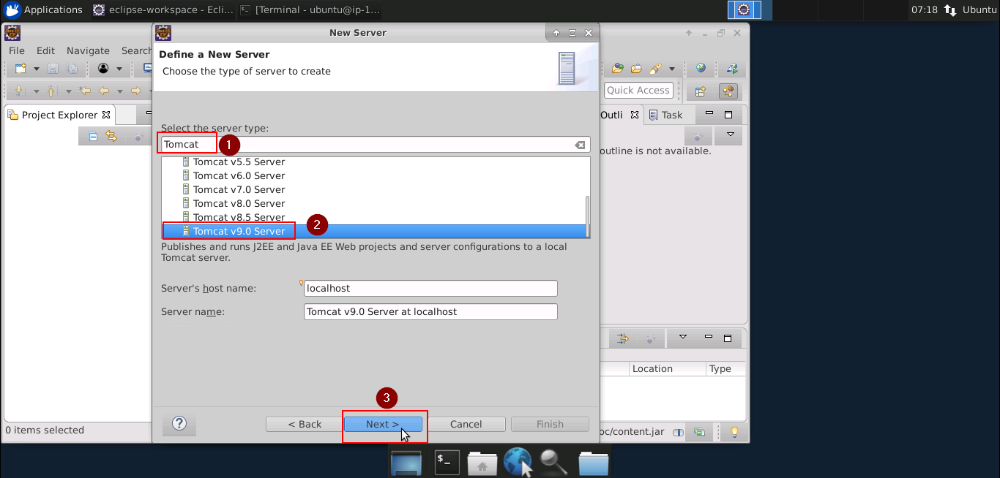 Applications eclipse-workspace - Ecli... [Terminal - ubuntu@ip-1... 07:18 Ubuntu
New Server
File Edit Navigate Search
Define a New Server
Choose the type of server to create
Quick Access
Project Explorer
Outli Task
Select the server type:
Tomcat
1
outline is not available.
Tomcat v5.5 Server
Tomcat v6.0 Server
Tomcat v7.0 Server
Tomcat v8.0 Server
Tomcat v8.5 Server
Tomcat v9.0 Server
2
Publishes and runs J2EE and Java EE Web projects and server configurations to a local
Tomcat server.
Server's host name: localhost
Server name: Tomcat v9.0 Server at localhost
Location Type
3
< Back Next > Cancel Finish
0 items selected
oc/content.jar
$_